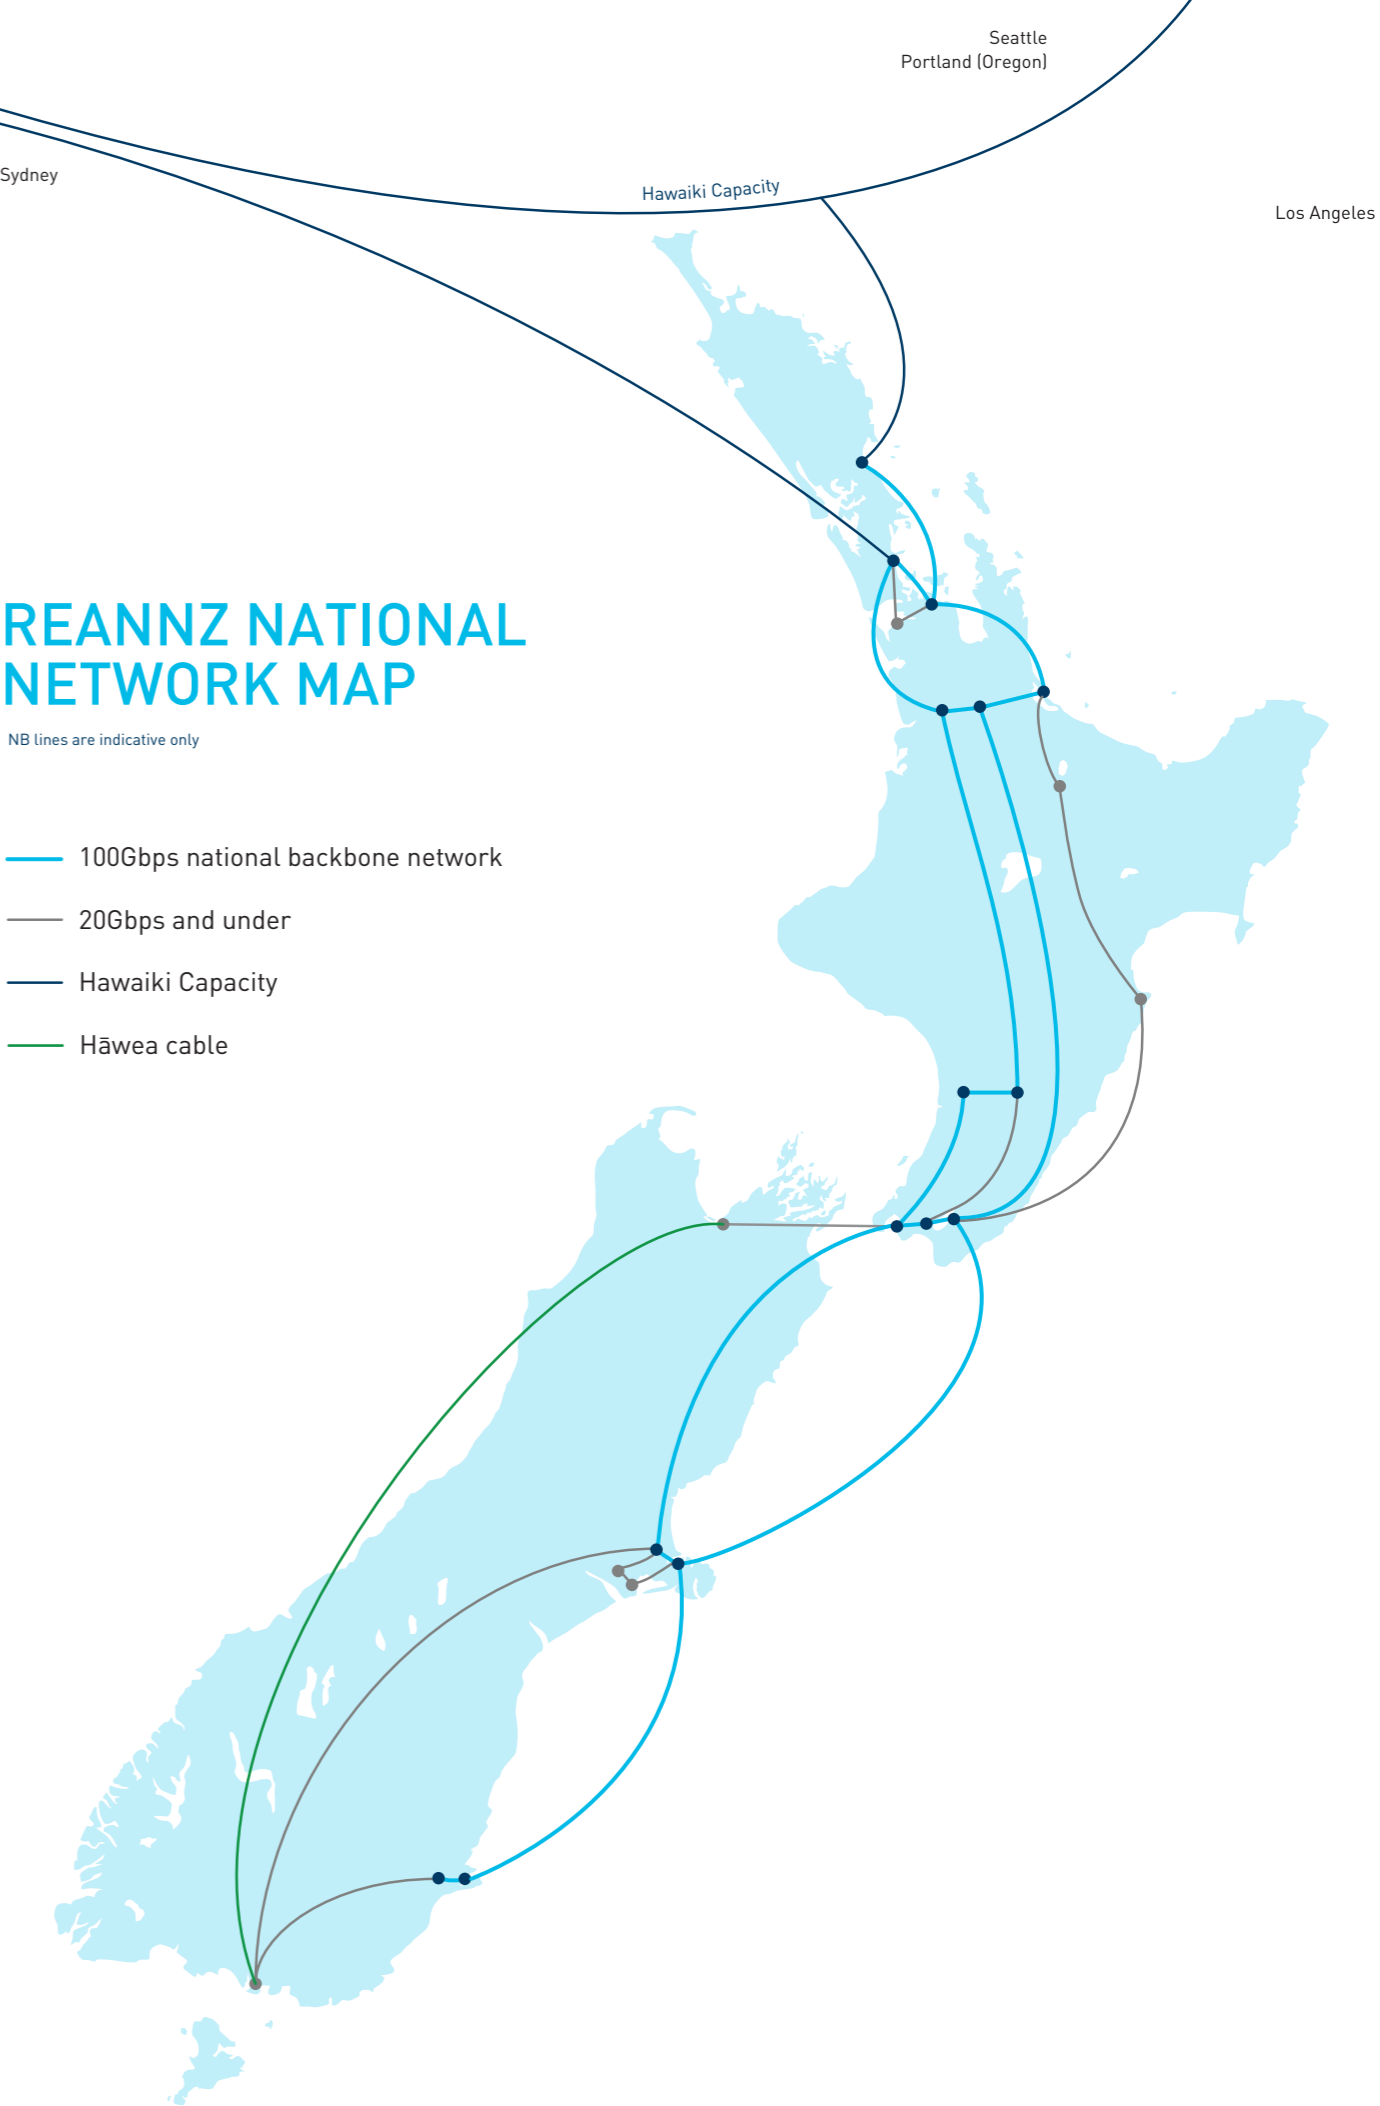 Seattle
Portland (Oregon)
Sydney
Hawaiki Capacity
Los Angeles
REANNZ NATIONAL
NETWORK MAP
NB lines are indicative only
100Gbps national backbone network
20Gbps and under
Hawaiki Capacity
Hāwea cable